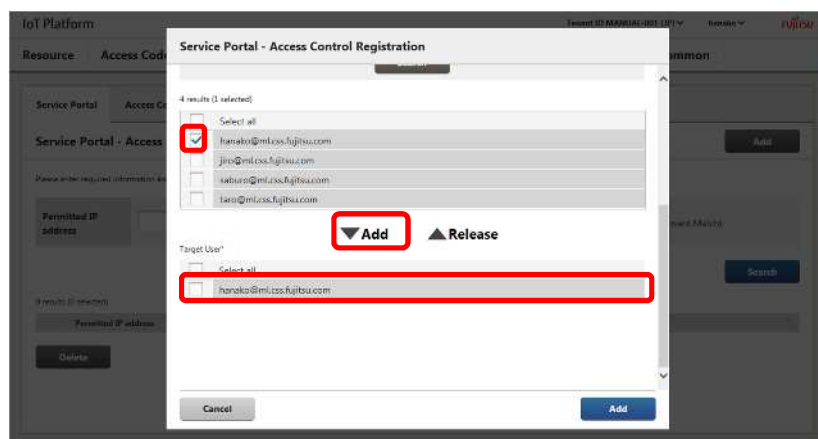 IoT Platform
Tenant ID MANUAL-001 (JP)
hanako
FUJITSU
Resource
Access Code
Common
Service Portal - Access Control Registration
4 results (1 selected)
Select all
hanako@ml.css.fujitsu.com
jiro@ml.css.fujitsu.com
saburo@ml.css.fujitsu.com
taro@ml.css.fujitsu.com
▼Add
▲Release
Target User*
Select all
hanako@ml.css.fujitsu.com
Cancel
Add
Service Portal
Access Co
Service Portal - Access
Add
Please enter required information an
Permitted IP
address
Search
0 results (0 selected)
Permitted IP address
Delete